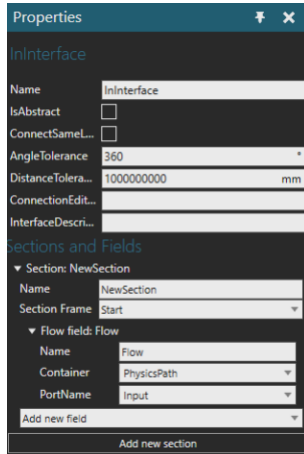 Properties
InInterface
Name InInterface
IsAbstract
ConnectSameL...
AngleTolerance 360 °
DistanceTolera... 1000000000 mm
ConnectionEdit...
InterfaceDescri...
Sections and Fields
Section: NewSection
Name NewSection
Section Frame Start
Flow field: Flow
Name Flow
Container PhysicsPath
PortName Input
Add new field
Add new section